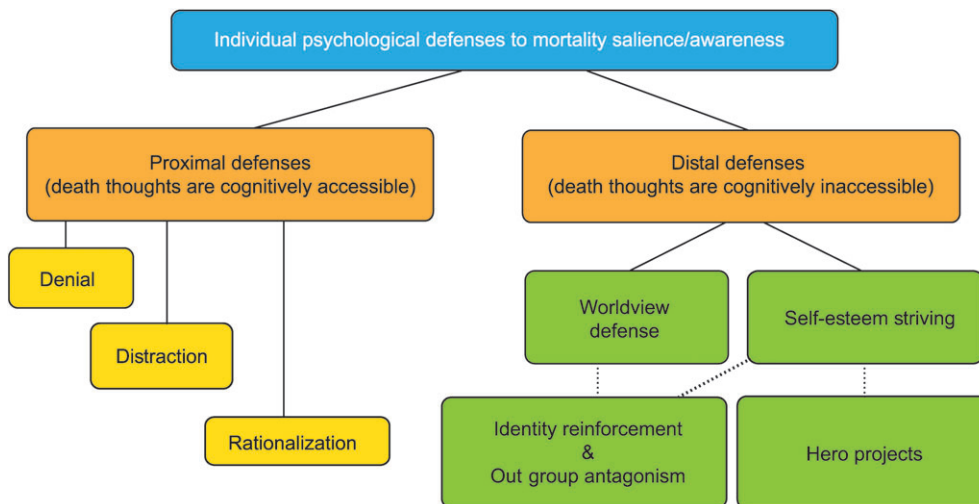 Individual psychological defenses to mortality salience/awareness
Proximal defenses
(death thoughts are cognitively accessible)
Distal defenses
(death thoughts are cognitively inaccessible)
Denial
Distraction
Rationalization
Worldview
defense
Self-esteem striving
Identity reinforcement
&
Out group antagonism
Hero projects